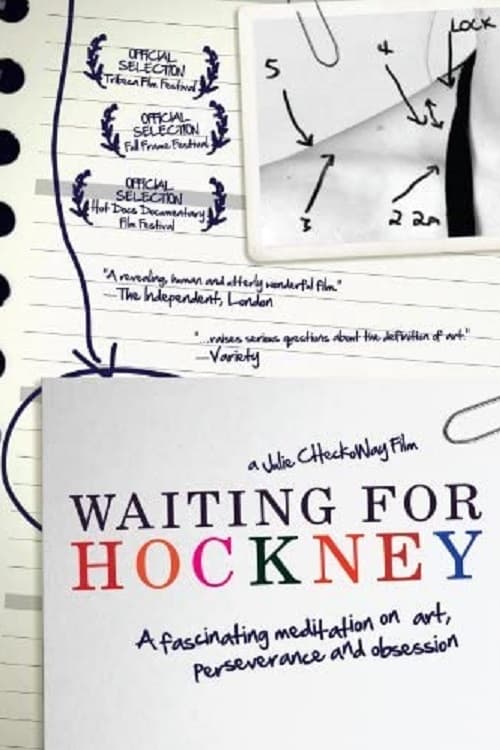 OFFICIAL
SELECTION
Tribeca Film Festival
OFFICIAL
SELECTION
Full Frame Festival
OFFICIAL
SELECTION
Hot Docs Documentary
Film Festival
LOCK
4
5
3
2 2a
"A revealing, human and utterly wonderful film."
—The Independent, London
"...raises serious questions about the definition of art."
—Variety
a Julie CHeckoWay Film
WAITING FOR
HOCKNEY
A fascinating meditation on art,
perseverance and obsession